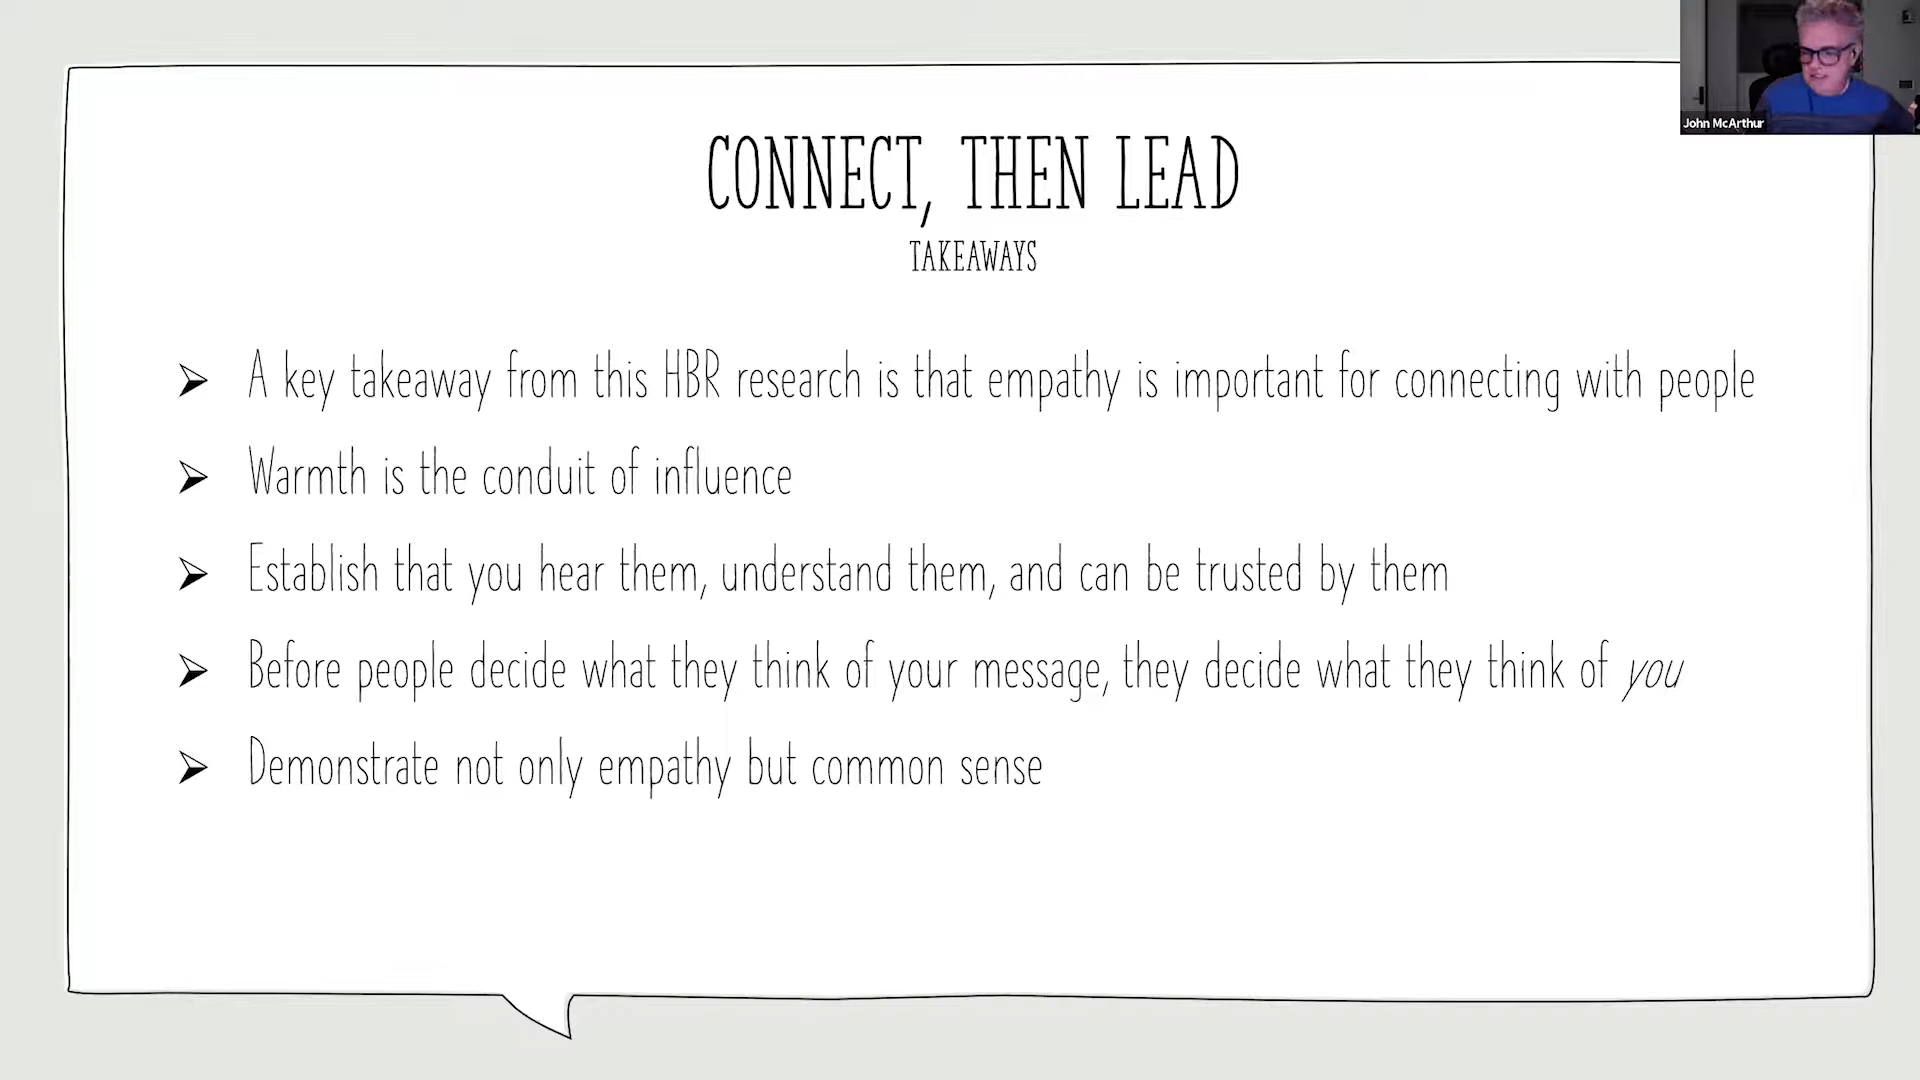 CONNECT, THEN LEAD
TAKEAWAYS
A key takeaway from this HBR research is that empathy is important for connecting with people
Warmth is the conduit of influence
Establish that you hear them, understand them, and can be trusted by them
Before people decide what they think of your message, they decide what they think of you
Demonstrate not only empathy but common sense
John McArthur